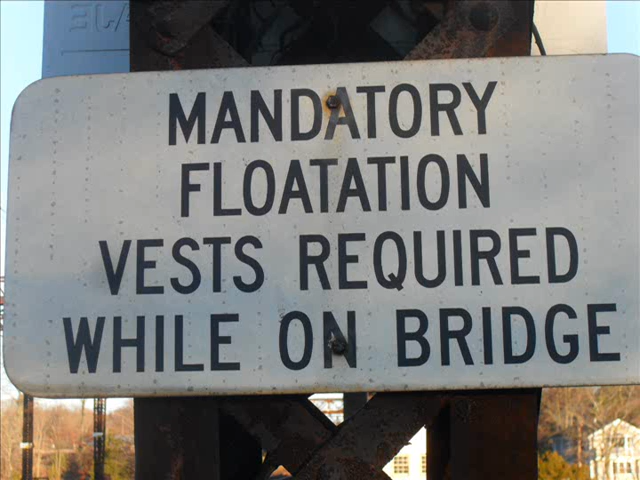 MANDATORY
FLOATATION
VESTS REQUIRED
WHILE ON BRIDGE